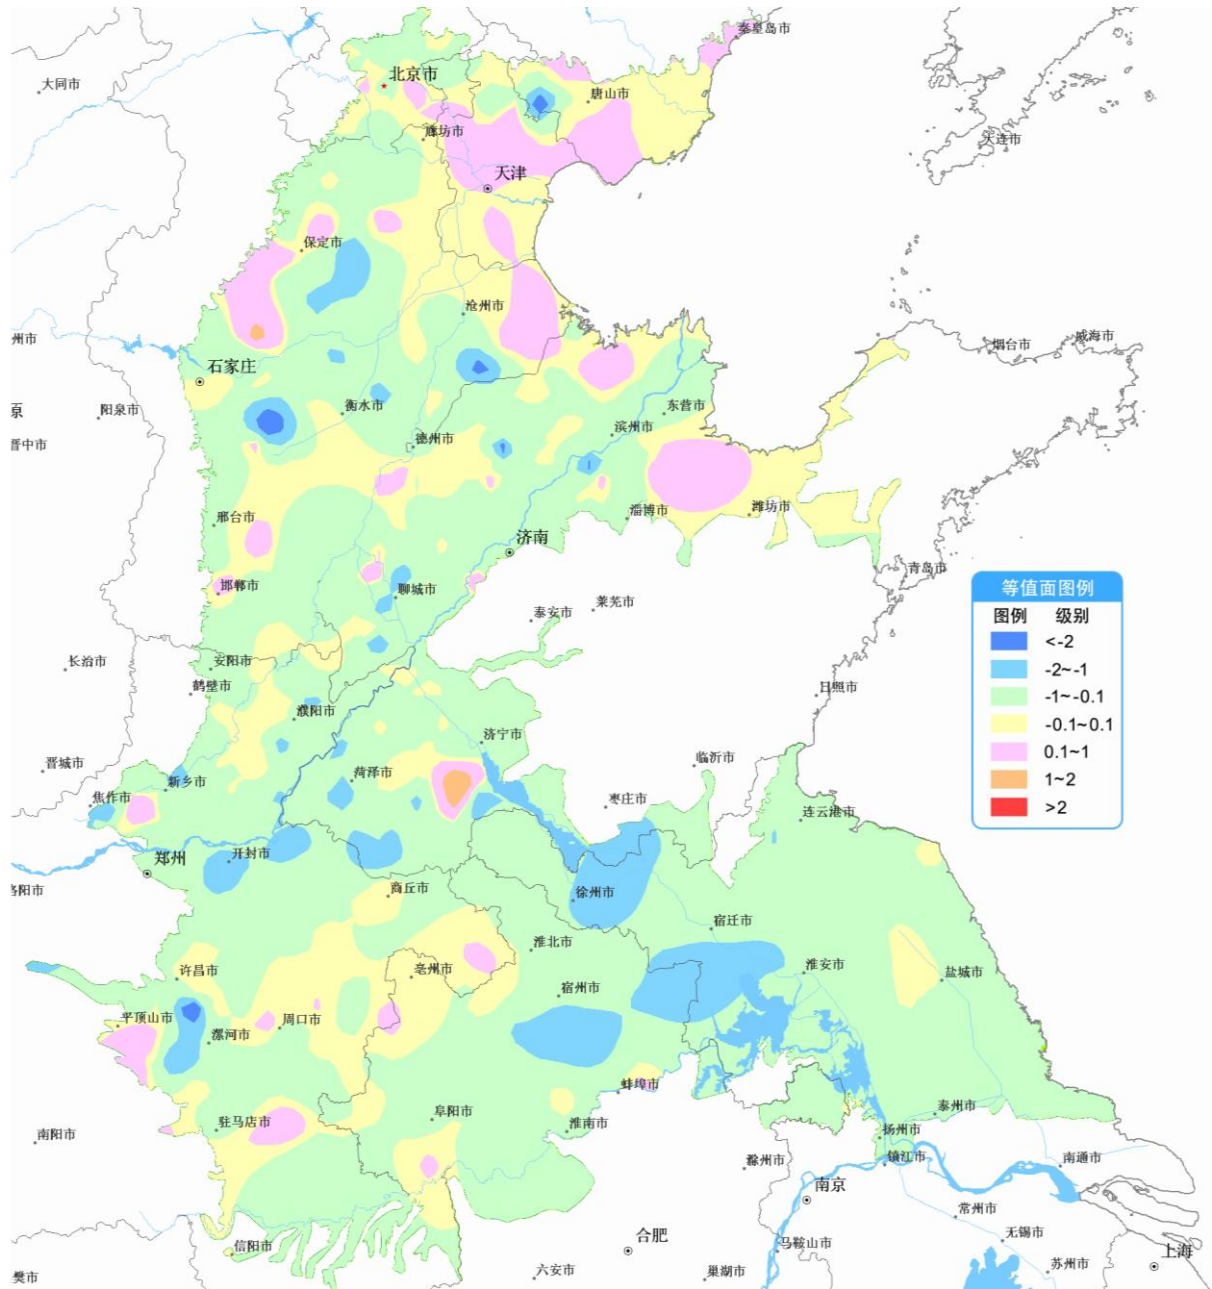 秦皇岛市
大同市
北京市
唐山市
廊坊市
大连市
天津
保定市
沧州市
州市
烟台市
威海市
石家庄
原
阳泉市
衡水市
东营市
晋中市
德州市
滨州市
邢台市
淄博市
潍坊市
济南
青岛市
邯郸市
聊城市
泰安市
莱芜市
长治市
安阳市
鹤壁市
日照市
濮阳市
济宁市
临沂市
晋城市
新乡市
菏泽市
焦作市
枣庄市
连云港市
郑州
开封市
洛阳市
商丘市
徐州市
宿迁市
淮北市
许昌市
亳州市
宿州市
淮安市
盐城市
平顶山市
周口市
漯河市
蚌埠市
驻马店市
阜阳市
淮南市
泰州市
扬州市
南阳市
滁州市
镇江市
南通市
南京
常州市
信阳市
合肥
马鞍山市
无锡市
上海
樊市
六安市
巢湖市
苏州市
等值面图例
图例 级别
<-2
-2~-1
-1~-0.1
-0.1~0.1
0.1~1
1~2
>2